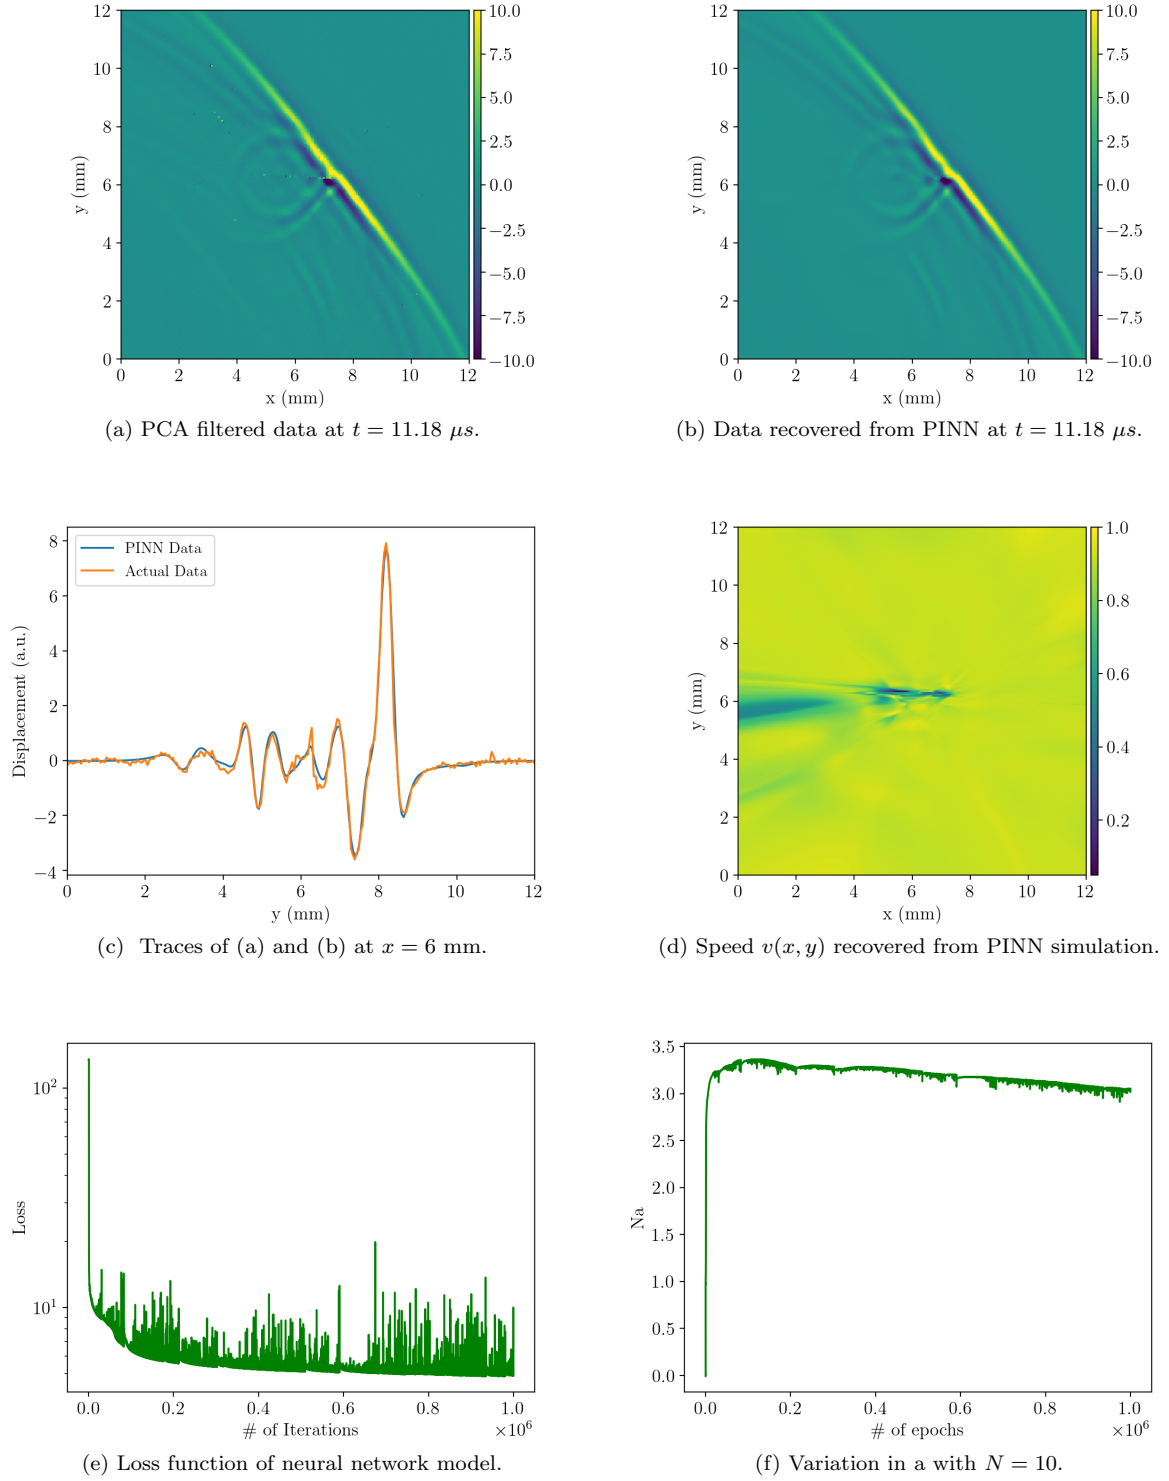 12
10
8
6
4
2
0
y (mm)
0 2 4 6 8 10 12
x (mm)
10.0
7.5
5.0
2.5
0.0
−2.5
−5.0
−7.5
−10.0
(a) PCA filtered data at t = 11.18 μs.
12
10
8
6
4
2
0
y (mm)
0 2 4 6 8 10 12
x (mm)
10.0
7.5
5.0
2.5
0.0
−2.5
−5.0
−7.5
−10.0
(b) Data recovered from PINN at t = 11.18 μs.
8
6
4
2
0
−2
−4
Displacement (a.u.)
PINN Data
Actual Data
0 2 4 6 8 10 12
y (mm)
(c) Traces of (a) and (b) at x = 6 mm.
12
10
8
6
4
2
0
y (mm)
0 2 4 6 8 10 12
x (mm)
1.0
0.8
0.6
0.4
0.2
(d) Speed v(x, y) recovered from PINN simulation.
10²
10¹
Loss
0.0 0.2 0.4 0.6 0.8 1.0
# of Iterations ×10⁶
(e) Loss function of neural network model.
3.5
3.0
2.5
2.0
1.5
1.0
0.5
0.0
Na
0.0 0.2 0.4 0.6 0.8 1.0
# of epochs ×10⁶
(f) Variation in a with N = 10.